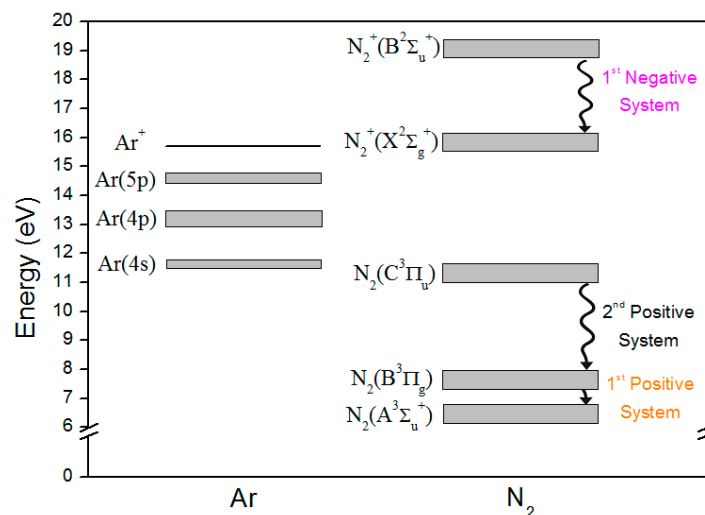 20
19
18
17
16
15
14
13
12
11
10
9
8
7
6
0
Energy (eV)
Ar⁺
Ar(5p)
Ar(4p)
Ar(4s)
N₂⁺(B²Σᵤ⁺)
1ˢᵗ Negative
System
N₂⁺(X²Σg⁺)
N₂(C³Πᵤ)
2ⁿᵈ Positive
System
N₂(B³Πg)
1ˢᵗ Positive
System
N₂(A³Σᵤ⁺)
Ar
N₂